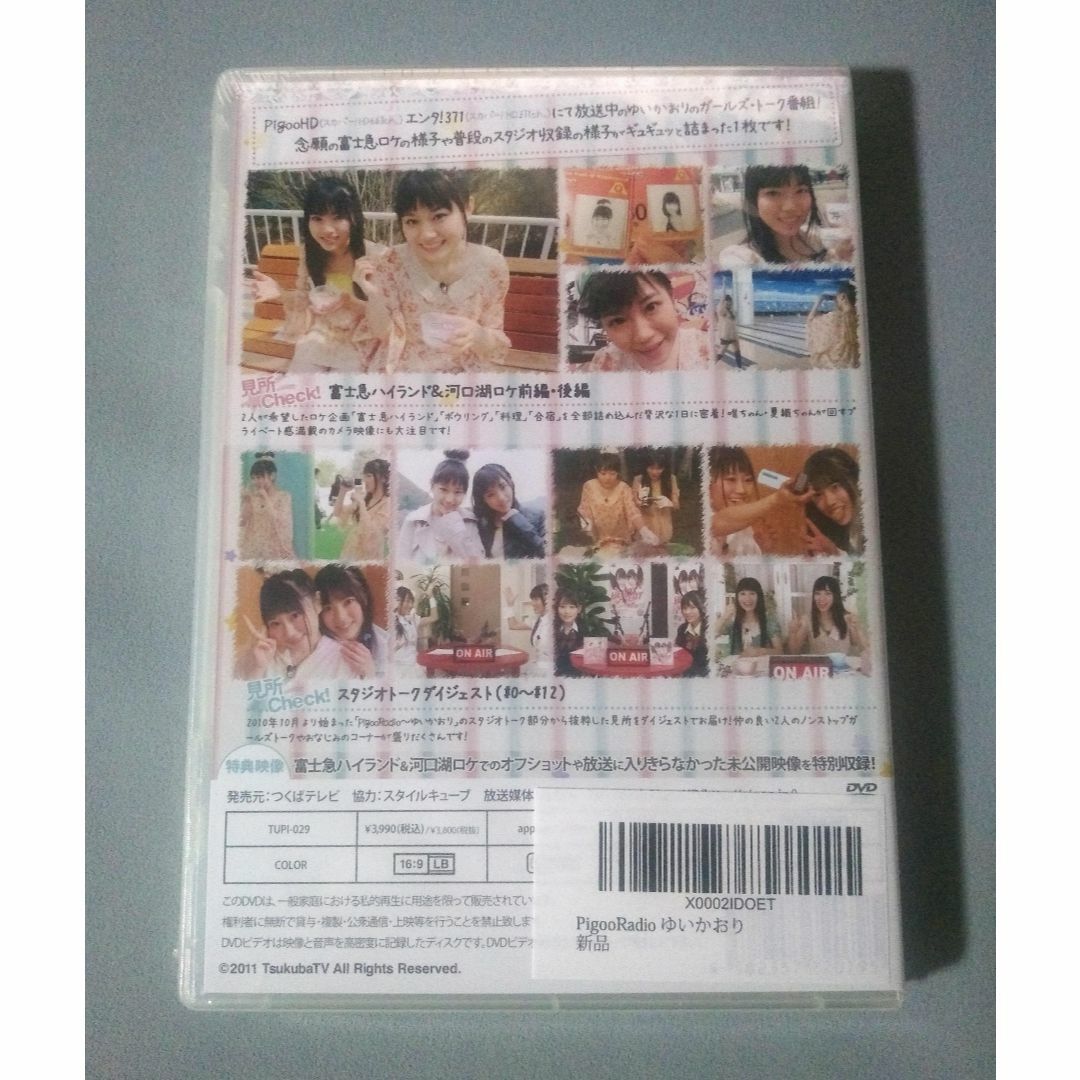 PigooHD(スカパー!HD Ch.) エンタ!371(スカパー!HD Ch.)にて放送中のゆいかおりのガールズ・トーク番組!
念願の富士急ロケの様子や普段のスタジオ収録の様子がギュギュッと詰まった1枚です!
見所Check! 富士急ハイランド&河口湖ロケ前編・後編
2人が希望したロケ企画「富士急ハイランド」、「ボウリング」、「料理」、「合宿」を全部詰め込んだ贅沢な1日に密着!唯ちゃん・夏織ちゃんが回すプ
ライベート感満載のカメラ映像にも大注目です!
ON AIR
ON AIR
ON AIR
見所Check! スタジオトークダイジェスト(#0〜#12)
2010年10月より始まった「PigooRadio〜ゆいかおり」のスタジオトーク部分から抜粋した見所をダイジェストでお届け!仲の良い2人のノンストップガ
ールズトークやおなじみのコーナーが盛りだくさんです!
特典映像 富士急ハイランド&河口湖ロケでのオフショットや放送に入りきらなかった未公開映像を特別収録!
発売元:つくばテレビ 協力:スタイルキューブ 放送媒体
DVD
TUPI-029 ¥3,990(税込)/¥3,800(税抜) app
COLOR 16:9 LB
このDVDは、一般家庭における私的再生に用途を限って販売されてい
権利者に無断で貸与・複製・公衆通信・上映等を行うことを禁止致しま
DVDビデオは映像と音声を高密度に記録したディスクです。DVDビデオ
©2011 TsukubaTV All Rights Reserved.
X0002IDOET
PigooRadio ゆいかおり
新品